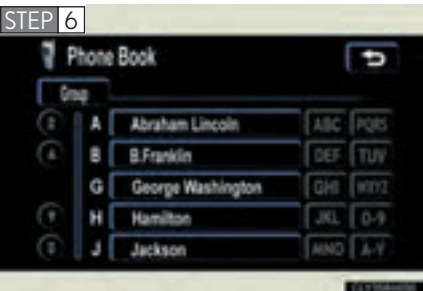 STEP 6
Phone Book
Group
A Abraham Lincoln ABC PQRS
B B.Franklin DEF TUV
G George Washington GHI WXYZ
H Hamilton JKL 0-9
J Jackson MNO À-Ý